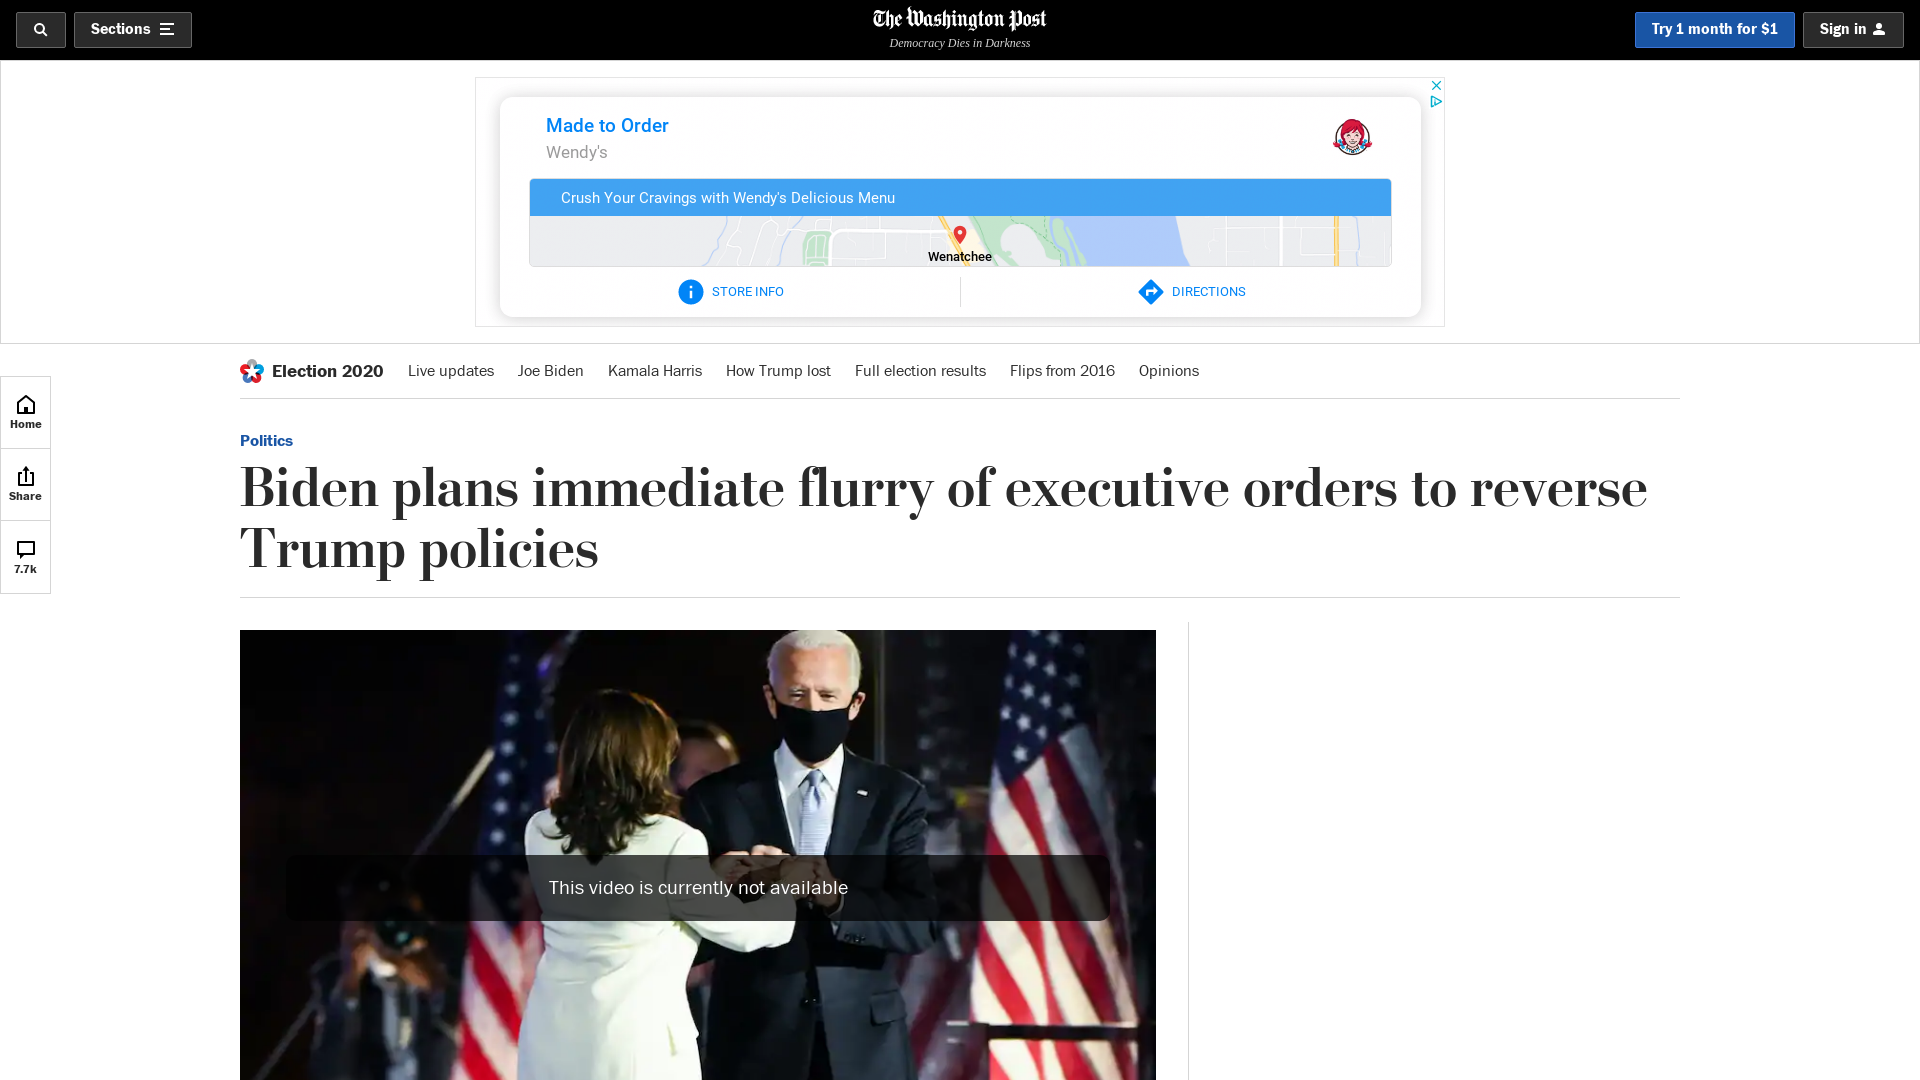 Sections
The Washington Post
Democracy Dies in Darkness
Try 1 month for $1
Sign in
Made to Order
Wendy's
Crush Your Cravings with Wendy's Delicious Menu
Wenatchee
STORE INFO
DIRECTIONS
Election 2020
Live updates
Joe Biden
Kamala Harris
How Trump lost
Full election results
Flips from 2016
Opinions
Home
Share
7.7k
Politics
Biden plans immediate flurry of executive orders to reverse
Trump policies
This video is currently not available